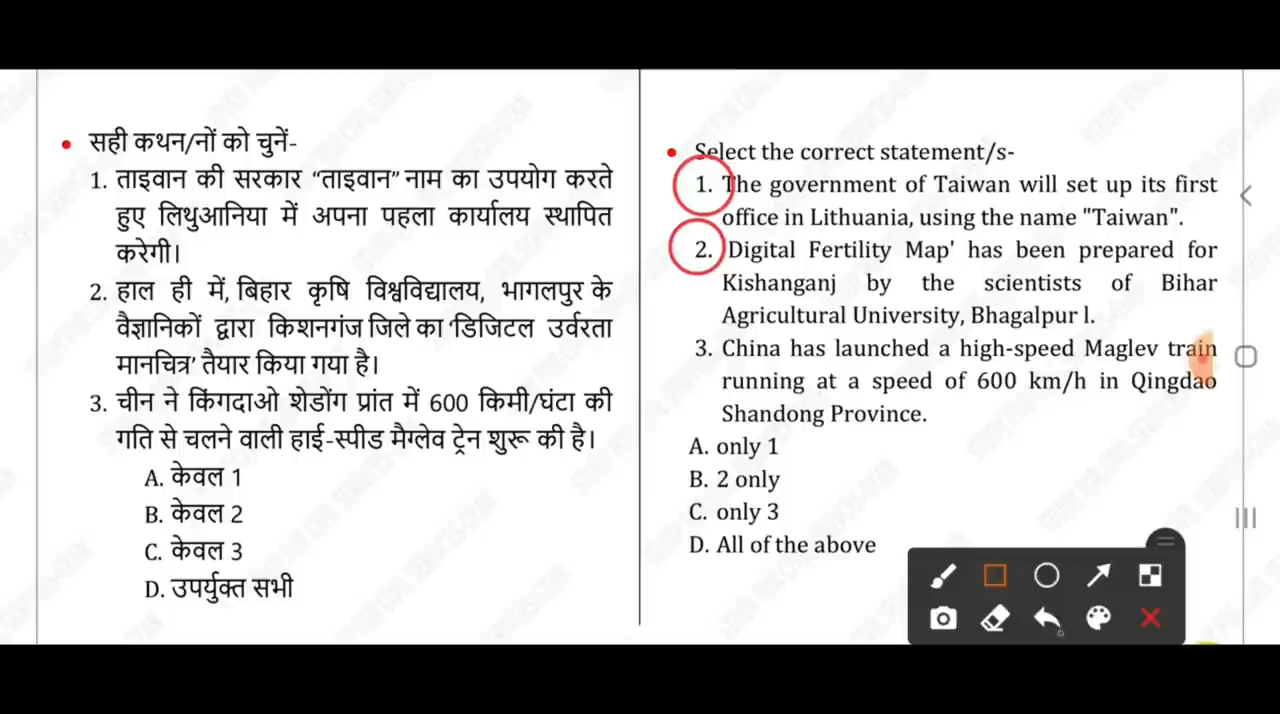 सही कथन/नों को चुनें-
1. ताइवान की सरकार “ताइवान” नाम का उपयोग करते
हुए लिथुआनिया में अपना पहला कार्यालय स्थापित
करेगी।
2. हाल ही में, बिहार कृषि विश्वविद्यालय, भागलपुर के
वैज्ञानिकों द्वारा किशनगंज जिले का ‘डिजिटल उर्वरता
मानचित्र’ तैयार किया गया है।
3. चीन ने किंगदाओ शेडोंग प्रांत में 600 किमी/घंटा की
गति से चलने वाली हाई-स्पीड मैग्लेव ट्रेन शुरू की है।
A. केवल 1
B. केवल 2
C. केवल 3
D. उपर्युक्त सभी
Select the correct statement/s-
1. The government of Taiwan will set up its first
office in Lithuania, using the name "Taiwan".
2. Digital Fertility Map' has been prepared for
Kishanganj by the scientists of Bihar
Agricultural University, Bhagalpur l.
3. China has launched a high-speed Maglev train
running at a speed of 600 km/h in Qingdao
Shandong Province.
A. only 1
B. 2 only
C. only 3
D. All of the above